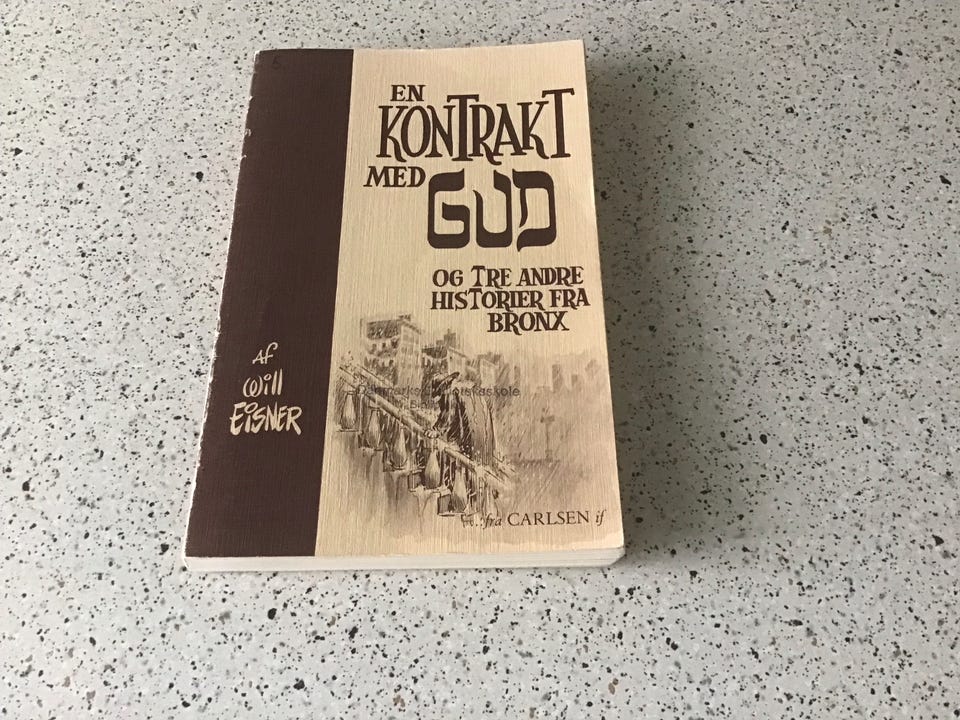 EN
KONTRAKT
MED GUD
OG TRE ANDRE
HISTORIER FRA
BRONX
AF
Will
EISNER
fra CARLSEN if